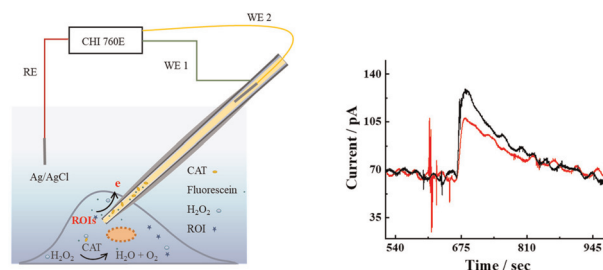 WE 2
CHI 760E
RE
WE 1
Ag/AgCl
e
ROIs
CAT
Fluorescein
H₂O₂
ROI
CAT
H₂O₂
H₂O + O₂
Current / pA
140
105
70
35
540
675
810
945
Time / sec